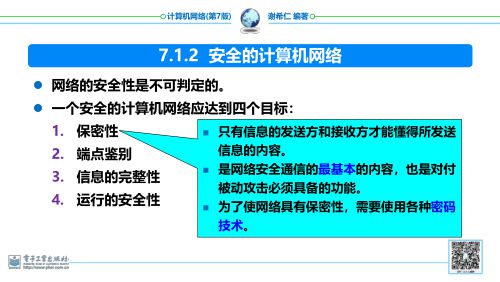 计算机网络(第7版)
谢希仁 编著
7.1.2 安全的计算机网络
网络的安全性是不可判定的。
一个安全的计算机网络应达到四个目标：
1. 保密性
2. 端点鉴别
3. 信息的完整性
4. 运行的安全性
只有信息的发送方和接收方才能懂得所发送
信息的内容。
是网络安全通信的最基本的内容，也是对付
被动攻击必须具备的功能。
为了使网络具有保密性，需要使用各种密码
技术。
电子工业出版社
http://www.phei.com.cn